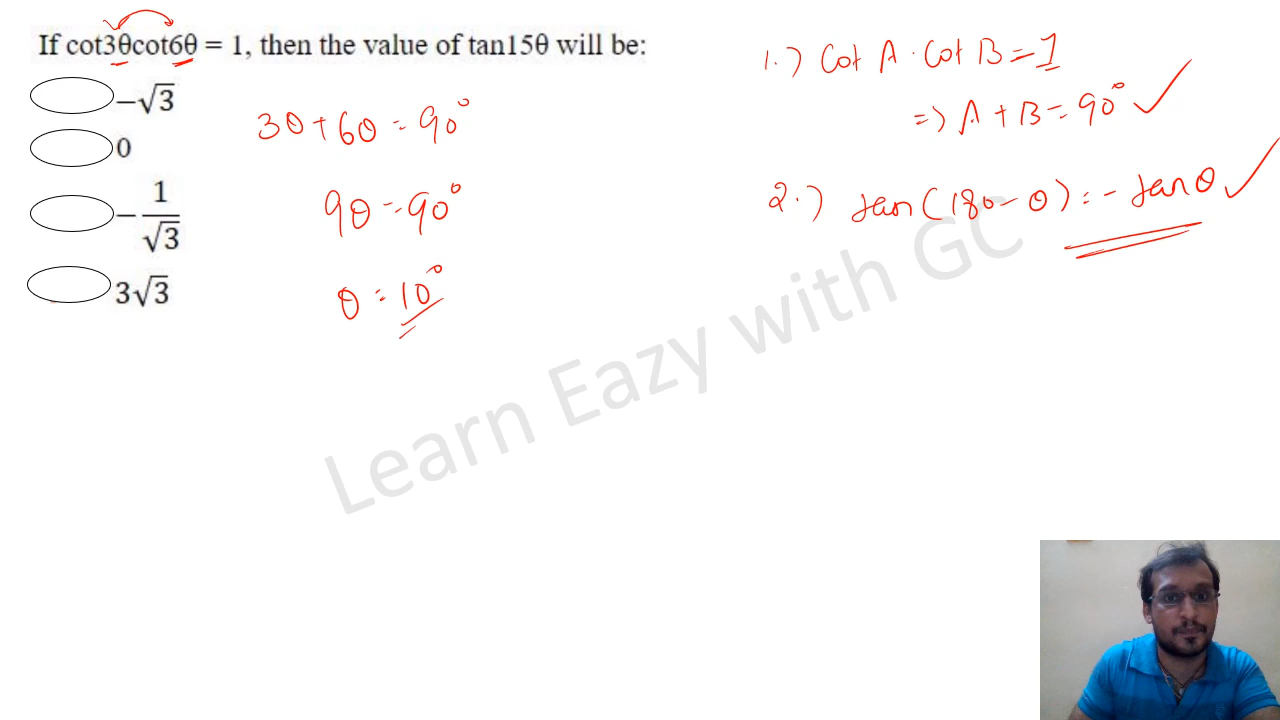 If cot3θcot6θ = 1, then the value of tan15θ will be:
−√3
0
−1/√3
3√3
3θ+6θ=90°
9θ=90°
θ=10°
1.) Cot A · Cot B=1
=> A+B=90°
2.) tan(180-θ)=-tanθ
Learn Eazy with GC